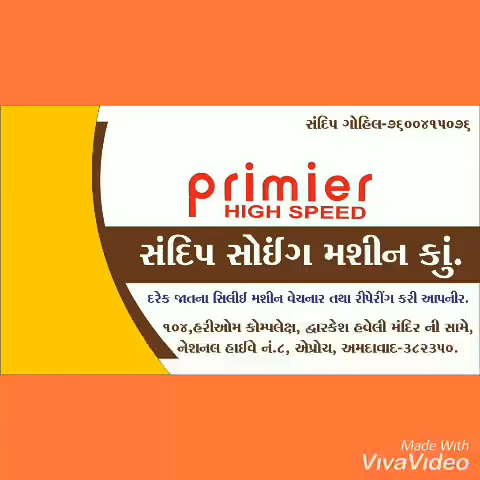 સંદિપ ગોહિલ-૭૬૦૦૪૧૫૦૭૬
primier
HIGH SPEED
સંદિપ સોઈંગ મશીન કું.
દરેક જાતના સિલીઈ મશીન વેચનાર તથા રીપેરીંગ કરી આપનીર.
૧૦૪,હરીઓમ કોમ્પલેક્ષ, દ્વારકેશ હવેલી મંદિર ની સામે,
નેશનલ હાઈવે નં.૮, એપ્રોચ, અમદાવાદ-૩૮૨૩૫૦.
Made With
VivaVideo